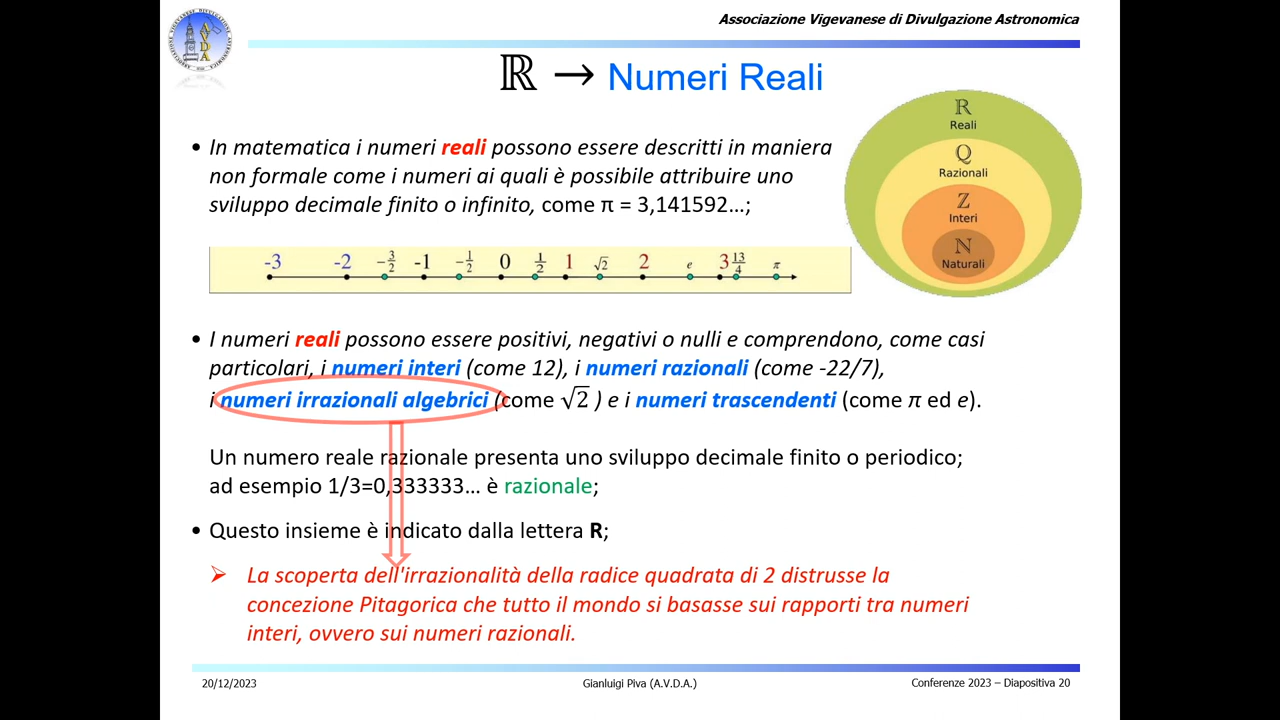 Associazione Vigevanese di Divulgazione Astronomica
A.V.D.A.
ℝ → Numeri Reali
• In matematica i numeri reali possono essere descritti in maniera
non formale come i numeri ai quali è possibile attribuire uno
sviluppo decimale finito o infinito, come π = 3,141592...;
ℝ
Reali
ℚ
Razionali
ℤ
Interi
ℕ
Naturali
-3 -2 -3/2 -1 -1/2 0 1/2 1 √2 2 e 3 13/4 π
• I numeri reali possono essere positivi, negativi o nulli e comprendono, come casi
particolari, i numeri interi (come 12), i numeri razionali (come -22/7),
i numeri irrazionali algebrici (come √2 ) e i numeri trascendenti (come π ed e).
Un numero reale razionale presenta uno sviluppo decimale finito o periodico;
ad esempio 1/3=0,333333... è razionale;
• Questo insieme è indicato dalla lettera R;
➢ La scoperta dell'irrazionalità della radice quadrata di 2 distrusse la
concezione Pitagorica che tutto il mondo si basasse sui rapporti tra numeri
interi, ovvero sui numeri razionali.
20/12/2023
Gianluigi Piva (A.V.D.A.)
Conferenze 2023 – Diapositiva 20